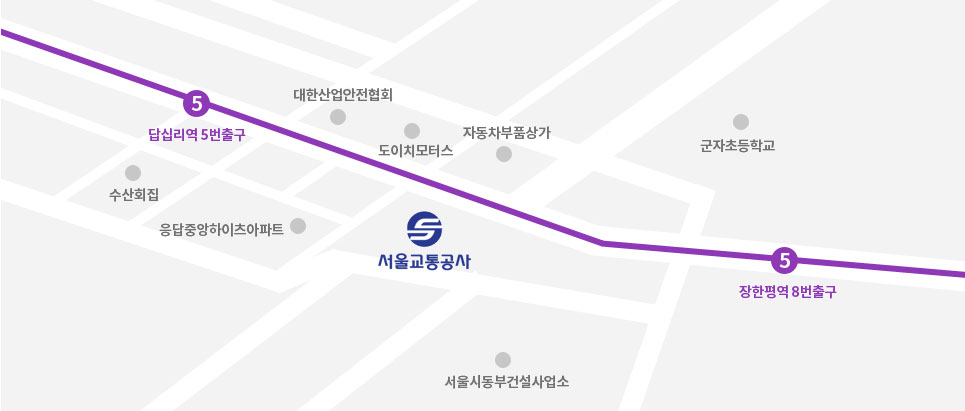 대한산업안전협회
5
답십리역 5번출구
도이치모터스
자동차부품상가
군자초등학교
수산회집
응답중앙하이츠아파트
서울교통공사
5
장한평역 8번출구
서울시동부건설사업소